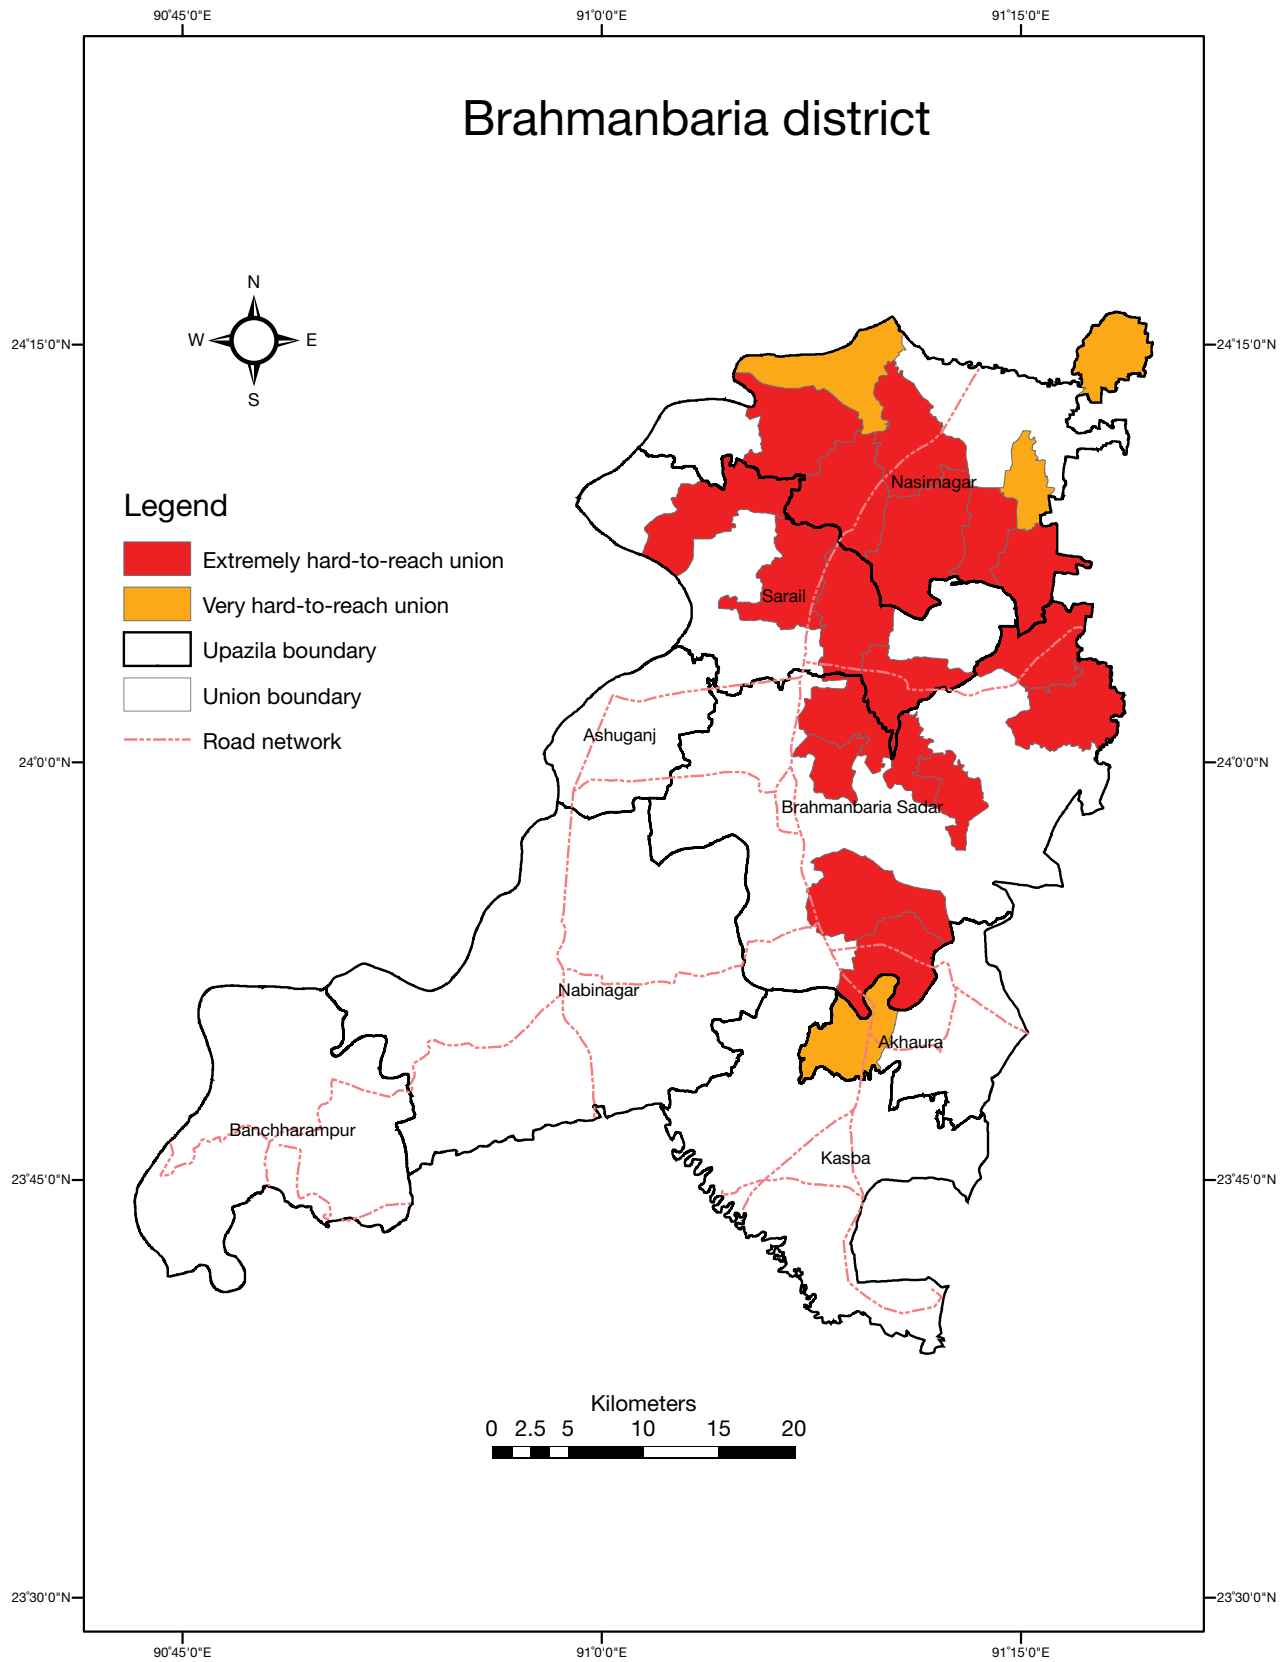 90°45'0"E 91°0'0"E 91°15'0"E
Brahmanbaria district
N
W E
S
24°15'0"N 24°15'0"N
Nasirnagar
Legend
Extremely hard-to-reach union
Very hard-to-reach union
Upazila boundary
Union boundary
Road network
Sarail
Ashuganj
24°0'0"N 24°0'0"N
Brahmanbaria Sadar
Nabinagar
Akhaura
Banchharampur
Kasba
23°45'0"N 23°45'0"N
Kilometers
0 2.5 5 10 15 20
23°30'0"N 23°30'0"N
90°45'0"E 91°0'0"E 91°15'0"E